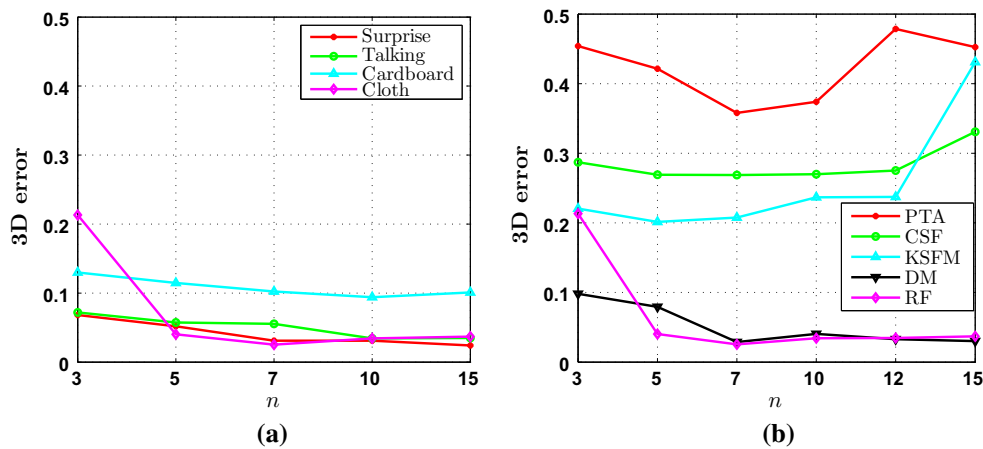 0.5
0.4
0.3
0.2
0.1
0
3D error
3 5 7 10 15
n
Surprise
Talking
Cardboard
Cloth
(a)
0.5
0.4
0.3
0.2
0.1
0
3D error
3 5 7 10 12 15
n
PTA
CSF
KSFM
DM
RF
(b)